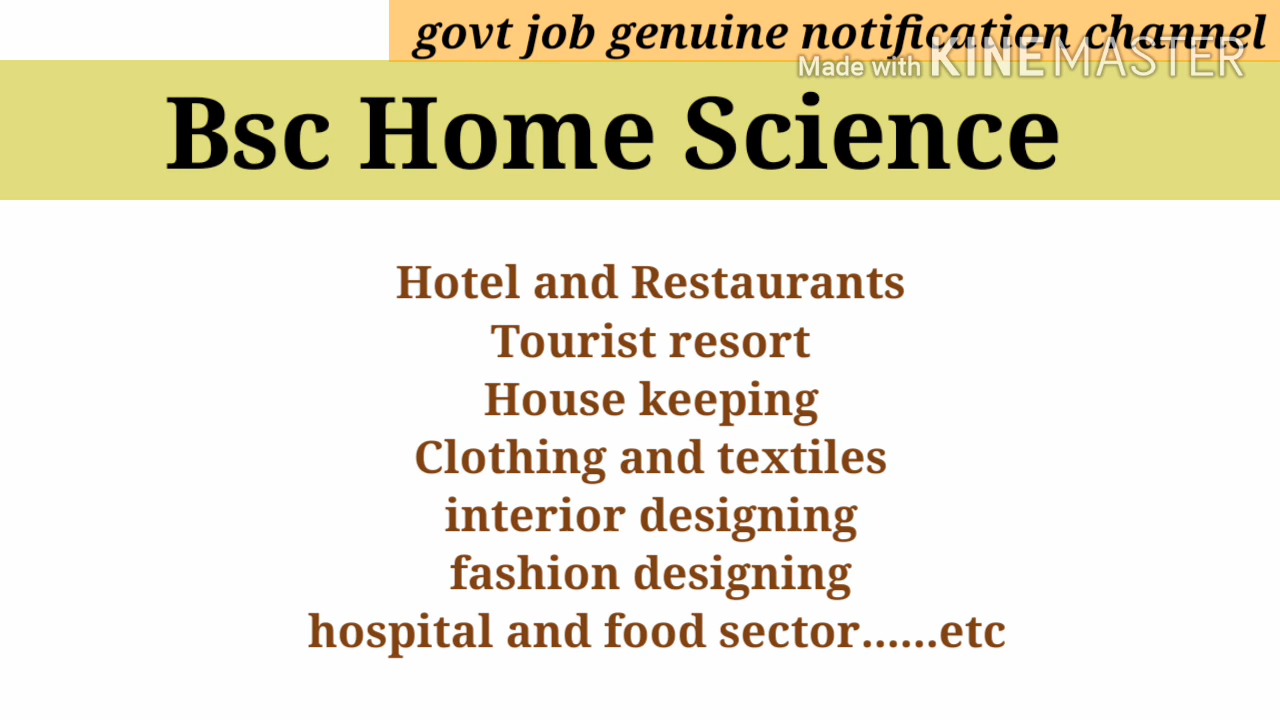 govt job genuine notification channel
Made with KINEMASTER
Bsc Home Science
Hotel and Restaurants
Tourist resort
House keeping
Clothing and textiles
interior designing
fashion designing
hospital and food sector......etc